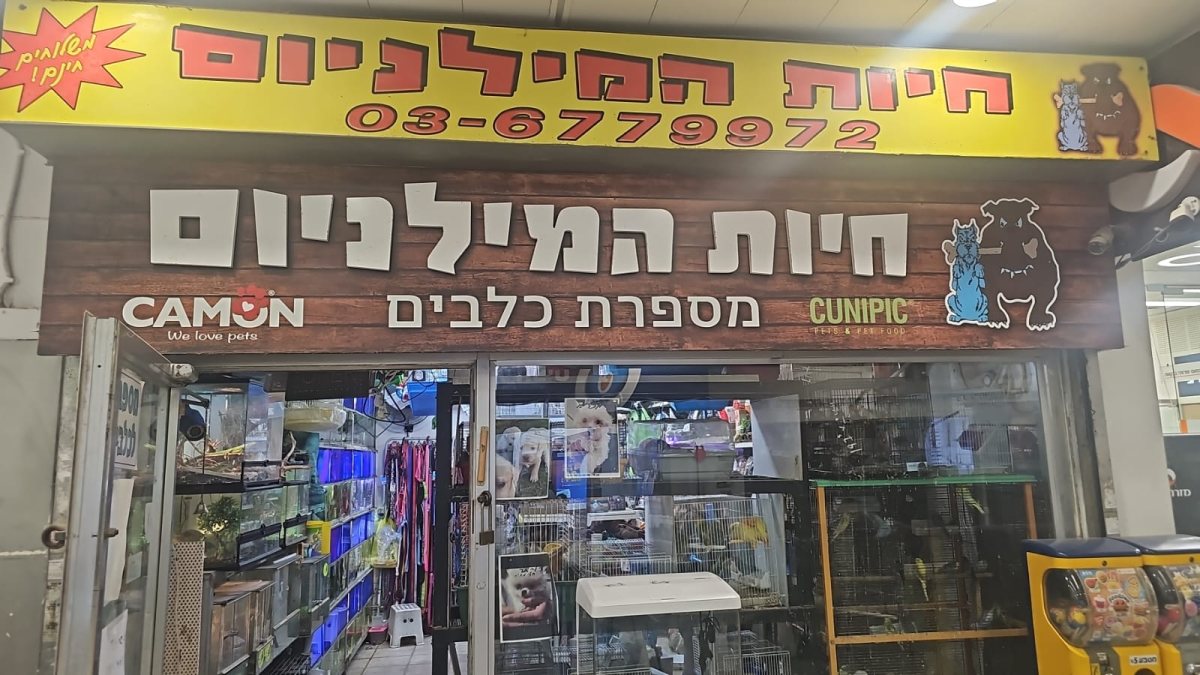 משלוחים
חינם!
חיות המילניום
03-6779972
חיות המילניום
CAMON®
We love pets
מספרת כלבים
CUNIPIC
PETS & PET FOOD